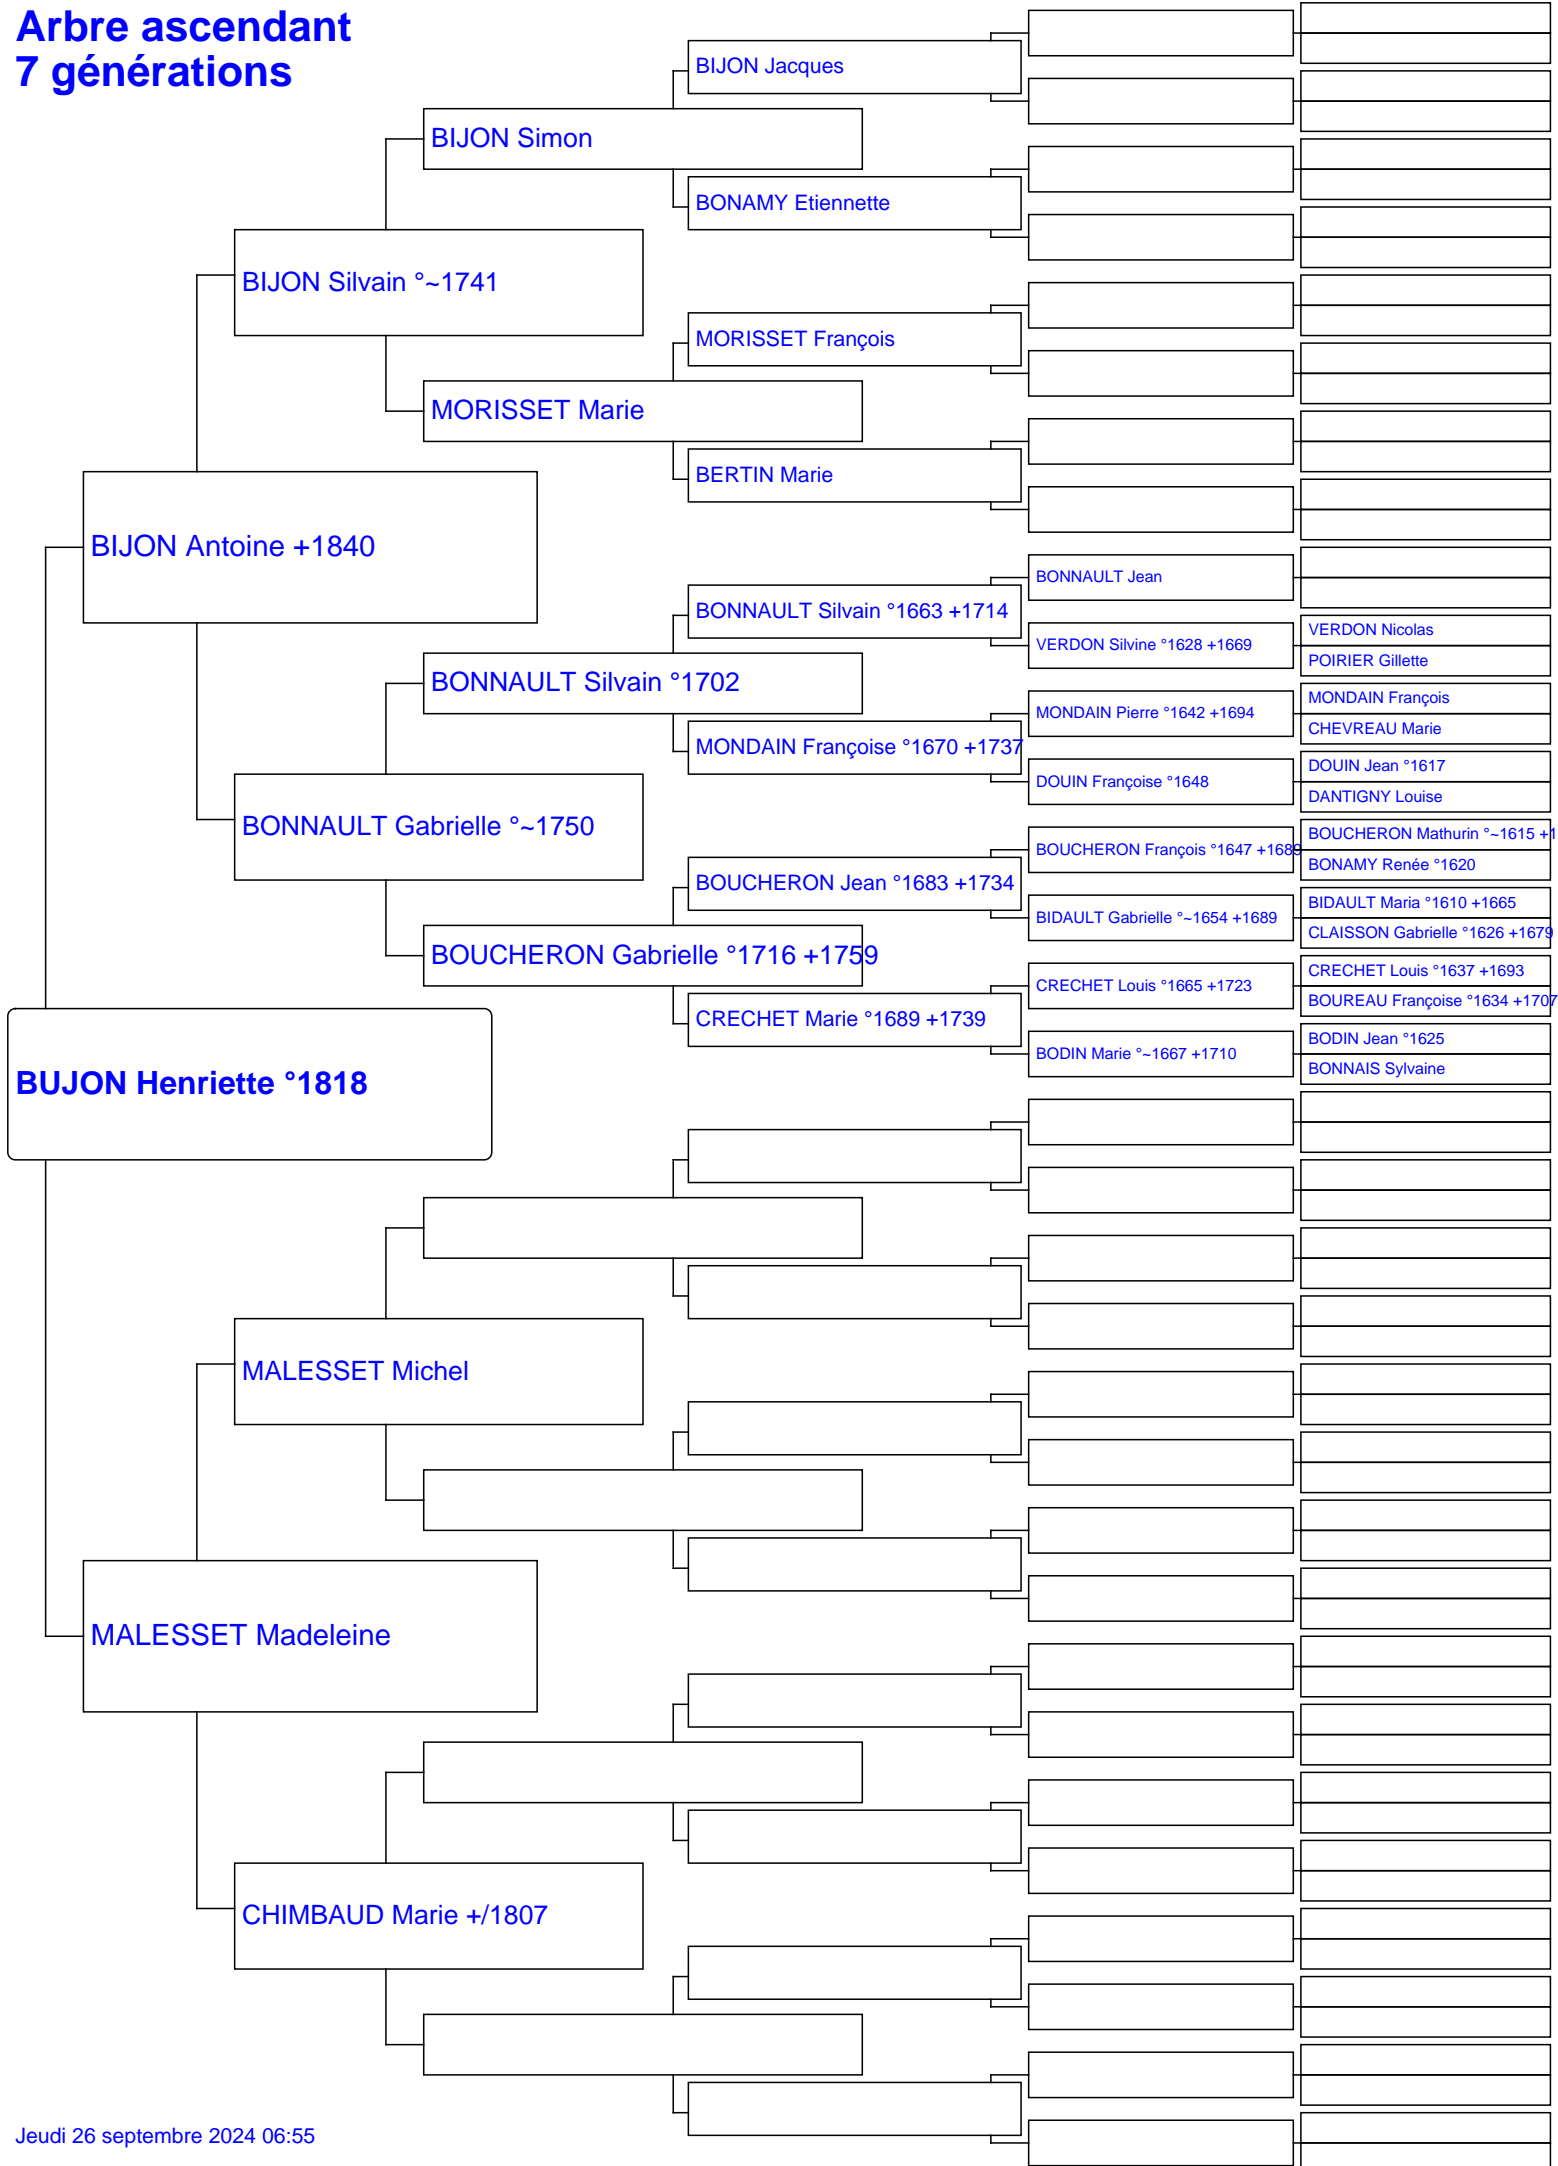 Arbre ascendant
7 générations
BIJON Jacques
BIJON Simon
BONAMY Etiennette
BIJON Silvain °~1741
MORISSET François
MORISSET Marie
BERTIN Marie
BIJON Antoine +1840
BONNAULT Jean
BONNAULT Silvain °1663 +1714
VERDON Nicolas
VERDON Silvine °1628 +1669
POIRIER Gillette
BONNAULT Silvain °1702
MONDAIN François
MONDAIN Pierre °1642 +1694
CHEVREAU Marie
MONDAIN Françoise °1670 +1737
DOUIN Jean °1617
DOUIN Françoise °1648
DANTIGNY Louise
BONNAULT Gabrielle °~1750
BOUCHERON Mathurin °~1615 +1
BOUCHERON François °1647 +1689
BONAMY Renée °1620
BOUCHERON Jean °1683 +1734
BIDAULT Maria °1610 +1665
BIDAULT Gabrielle °~1654 +1689
CLAISSON Gabrielle °1626 +1679
BOUCHERON Gabrielle °1716 +1759
CRECHET Louis °1637 +1693
CRECHET Louis °1665 +1723
BOUREAU Françoise °1634 +1707
CRECHET Marie °1689 +1739
BODIN Jean °1625
BODIN Marie °~1667 +1710
BONNAIS Sylvaine
BUJON Henriette °1818
MALESSET Michel
MALESSET Madeleine
CHIMBAUD Marie +/1807
Jeudi 26 septembre 2024 06:55